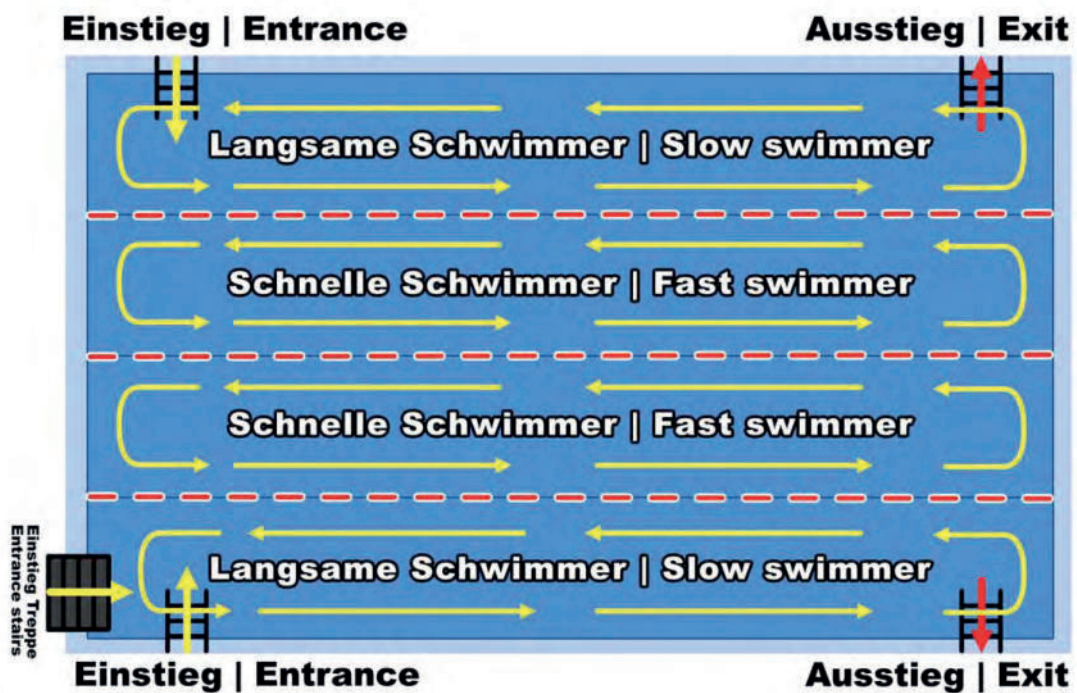 Einstieg | Entrance
Ausstieg | Exit
Langsame Schwimmer | Slow swimmer
Schnelle Schwimmer | Fast swimmer
Schnelle Schwimmer | Fast swimmer
Langsame Schwimmer | Slow swimmer
Einstieg Treppe
Entrance stairs
Einstieg | Entrance
Ausstieg | Exit